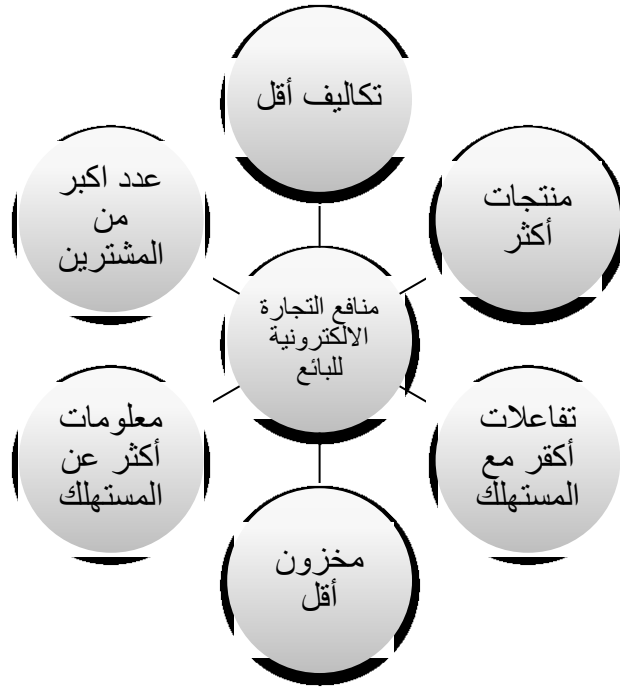 تكاليف أقل
منتجات
أكثر
تفاعلات
أكقر مع
المستهلك
مخزون
أقل
معلومات
أكثر عن
المستهلك
عدد اكبر
من
المشترين
منافع التجارة
الالكترونية
للبائع